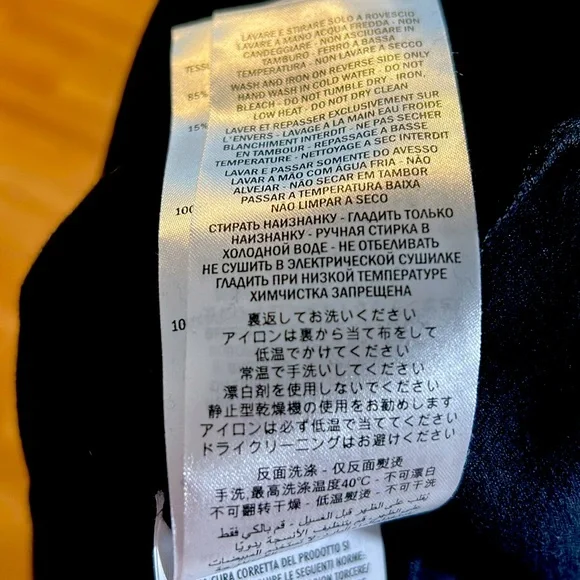 TESSU
85%
15%
100
10
LAVARE E STIRARE SOLO A ROVESCIO
LAVARE A MANO ACQUA FREDDA - NON ASCIUGARE IN
CANDEGGIARE - NON
TAMBURO - FERRO A BASSA
TEMPERATURA - NON LAVARE A SECCO
WASH AND IRON ON REVERSE SIDE ONLY
HAND WASH IN COLD WATER - DO NOT
BLEACH - DO NOT TUMBLE DRY - IRON,
LOW HEAT - DO NOT DRY CLEAN
LAVER ET REPASSER EXCLUSIVEMENT SUR
L'ENVERS - LAVAGE A LA MAIN EAU FROIDE
BLANCHIMENT INTERDIT - NE PAS SECHER
EN TAMBOUR - REPASSAGE A BASSE
TEMPERATURE - NETTOYAGE A SEC INTERDIT
LAVAR E PASSAR SOMENTE DO AVESSO
LAVAR A MÃO COM ÁGUA FRIA - NÃO
ALVEJAR - NÃO SECAR EM TAMBOR
PASSAR A TEMPERATURA BAIXA
NÃO LIMPAR A SECO
СТИРАТЬ НАИЗНАНКУ - ГЛАДИТЬ ТОЛЬКО
НАИЗНАНКУ - РУЧНАЯ СТИРКА В
ХОЛОДНОЙ ВОДЕ - НЕ ОТБЕЛИВАТЬ
НЕ СУШИТЬ В ЭЛЕКТРИЧЕСКОЙ СУШИЛКЕ
ГЛАДИТЬ ПРИ НИЗКОЙ ТЕМПЕРАТУРЕ
ХИМЧИСТКА ЗАПРЕЩЕНА
裏返してお洗いください
アイロンは裏から当て布をして
低温でかけてください
常温で手洗いしてください
漂白剤を使用しないでください
静止型乾燥機の使用をお勧めします
アイロンは必ず低温で当ててください
ドライクリーニングはお避けください
反面洗涤 - 仅反面熨烫
手洗,最高洗涤温度40°C - 不可漂白
不可翻转干燥 - 低温熨烫 - 不可干洗
CURA CORRETTA DEL PRODOTTO SI
LE SEGUENTI NORME: